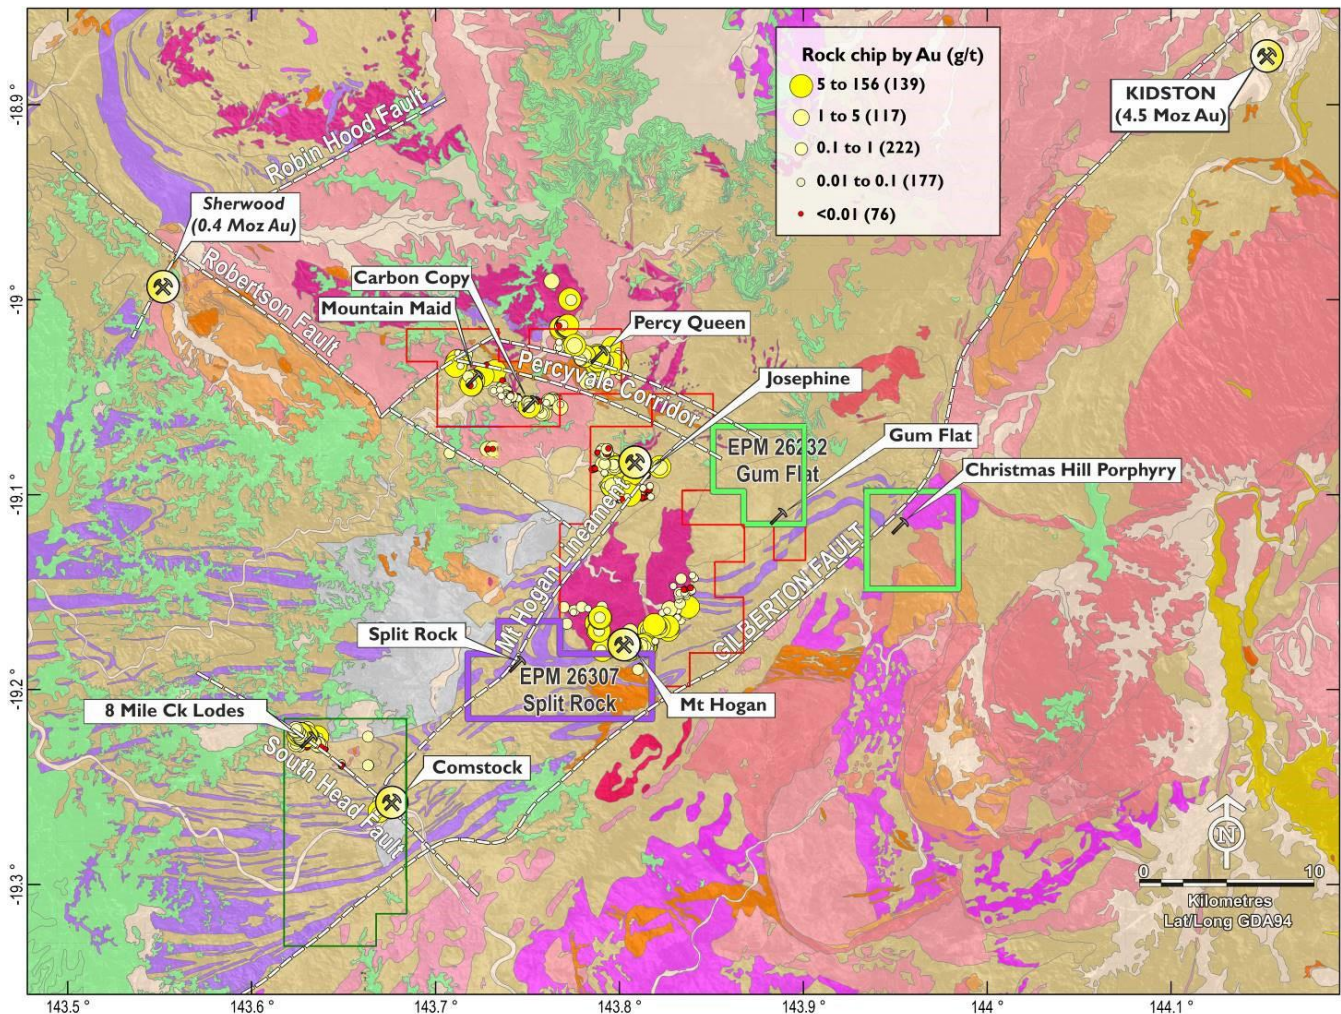 Rock chip by Au (g/t)
5 to 156 (139)
1 to 5 (117)
0.1 to 1 (222)
0.01 to 0.1 (177)
<0.01 (76)
KIDSTON
(4.5 Moz Au)
-18.9°
Robin Hood Fault
Sherwood
(0.4 Moz Au)
Robertson Fault
Carbon Copy
Mountain Maid
-19°
Percy Queen
Percyvale Corridor
Josephine
EPM 26232
Gum Flat
Gum Flat
Christmas Hill Porphyry
-19.1°
Mt Hogan Lineament
GILBERTON FAULT
Split Rock
EPM 26307
Split Rock
-19.2°
Mt Hogan
8 Mile Ck Lodes
South Head Fault
Comstock
N
0 10
Kilometres
Lat/Long GDA94
-19.3°
143.5 °
143.6 °
143.7 °
143.8 °
143.9 °
144 °
144.1 °